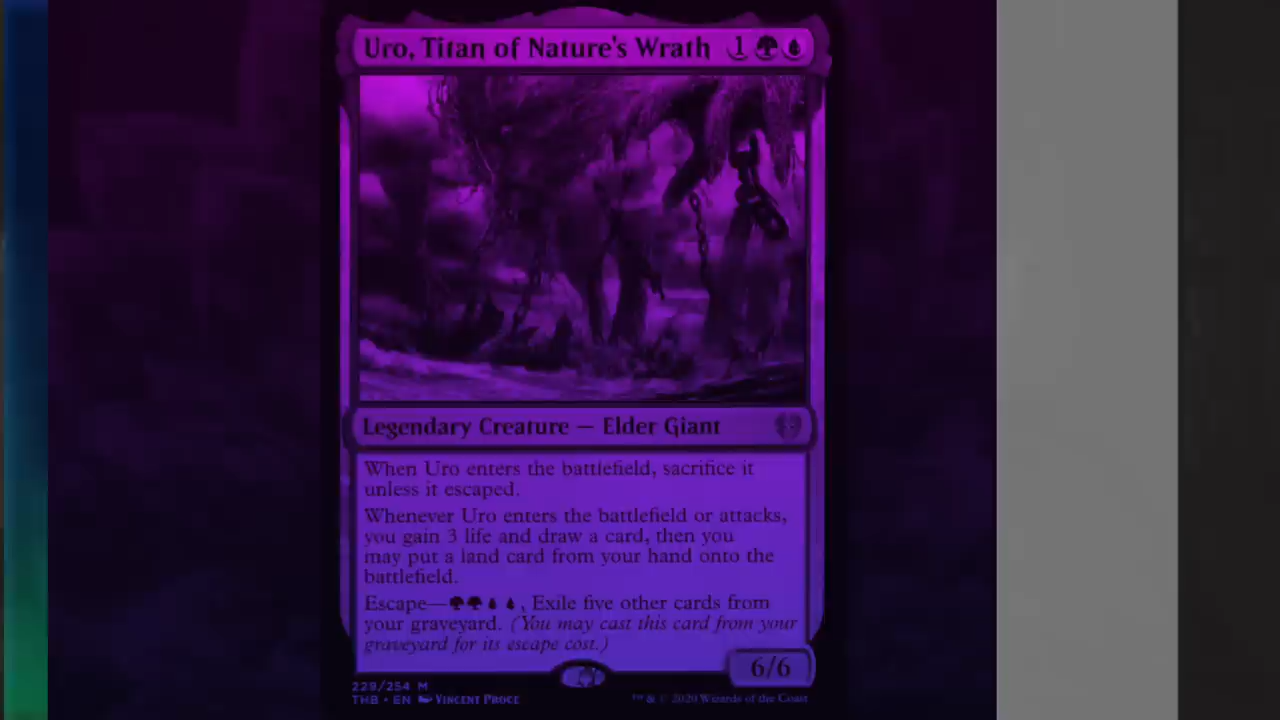 Uro, Titan of Nature's Wrath 1
Legendary Creature — Elder Giant
When Uro enters the battlefield, sacrifice it
unless it escaped.
Whenever Uro enters the battlefield or attacks,
you gain 3 life and draw a card, then you
may put a land card from your hand onto the
battlefield.
Escape—, Exile five other cards from
your graveyard. (You may cast this card from your
graveyard for its escape cost.)
6/6
229/254 M
THB • EN Vincent Proce
™ & © 2020 Wizards of the Coast